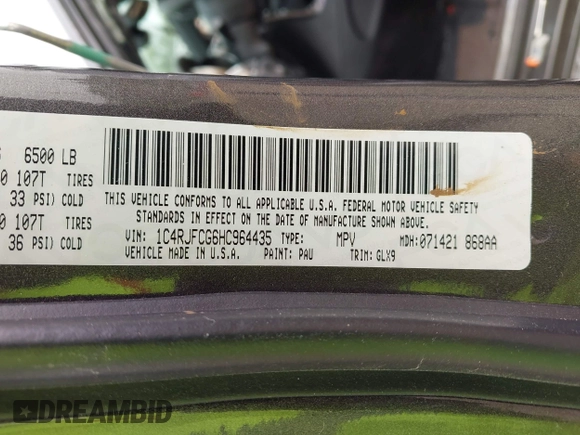 6500 LB
107T TIRES
33 PSI) COLD
107T TIRES
36 PSI) COLD
THIS VEHICLE CONFORMS TO ALL APPLICABLE U.S.A. FEDERAL MOTOR VEHICLE SAFETY
STANDARDS IN EFFECT ON THE DATE OF MANUFACTURE SHOWN ABOVE.
VIN: 1C4RJFCG6HC964435 TYPE: MPV MDH: 071421 868AA
VEHICLE MADE IN U.S.A. PAINT: PAU TRIM: GLX9
DREAMBID